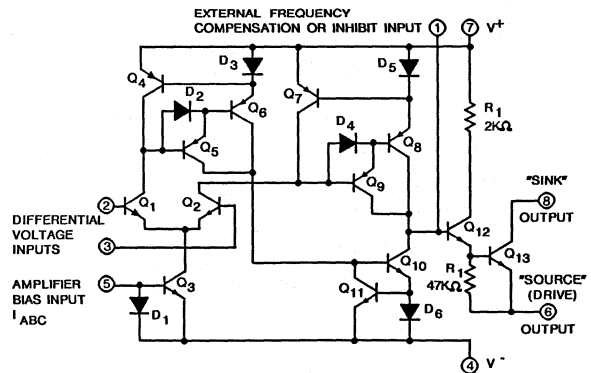 EXTERNAL FREQUENCY
COMPENSATION OR INHIBIT INPUT
1
7
V+
D3
D5
Q4
D2
Q6
Q7
R1
2KΩ
D4
Q5
Q8
Q9
"SINK"
8
OUTPUT
2
Q1
Q2
Q12
Q13
DIFFERENTIAL
VOLTAGE
INPUTS
3
Q10
R1
47KΩ
"SOURCE"
(DRIVE)
6
OUTPUT
AMPLIFIER
BIAS INPUT
IABC
5
Q3
Q11
D1
D6
4
V-